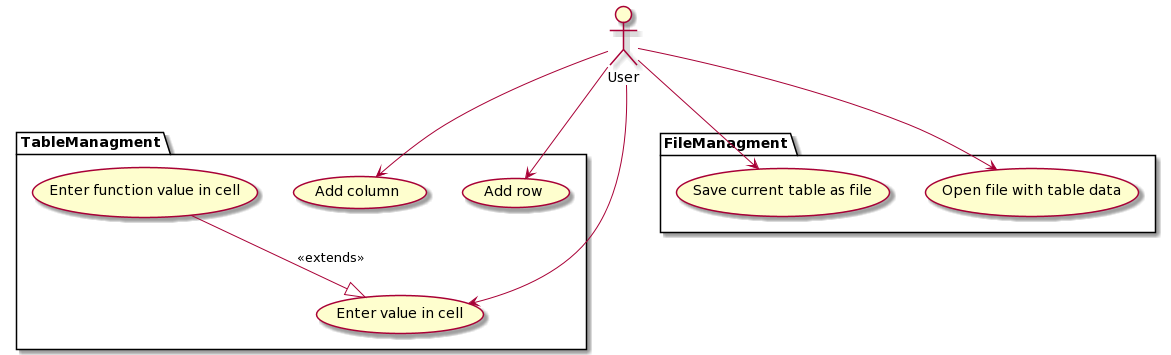 User
TableManagment
FileManagment
Enter function value in cell
Add column
Add row
Save current table as file
Open file with table data
«extends»
Enter value in cell